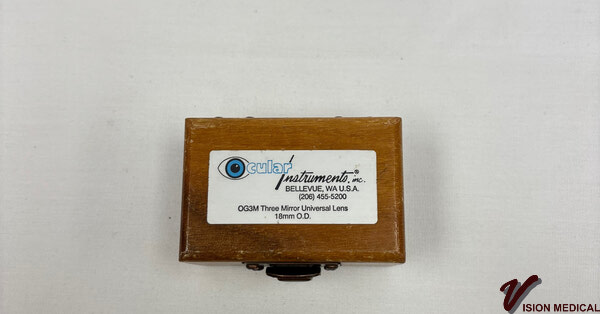 Ocular
Instruments, inc.®
BELLEVUE, WA U.S.A.
(206) 455-5200
OG3M Three Mirror Universal Lens
18mm O.D.
VISION MEDICAL